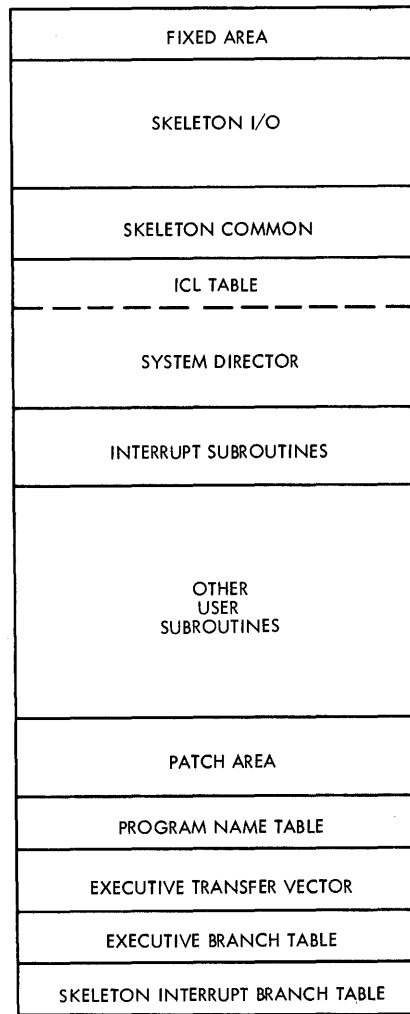 FIXED AREA
SKELETON I/O
SKELETON COMMON
ICL TABLE
SYSTEM DIRECTOR
INTERRUPT SUBROUTINES
OTHER
USER
SUBROUTINES
PATCH AREA
PROGRAM NAME TABLE
EXECUTIVE TRANSFER VECTOR
EXECUTIVE BRANCH TABLE
SKELETON INTERRUPT BRANCH TABLE